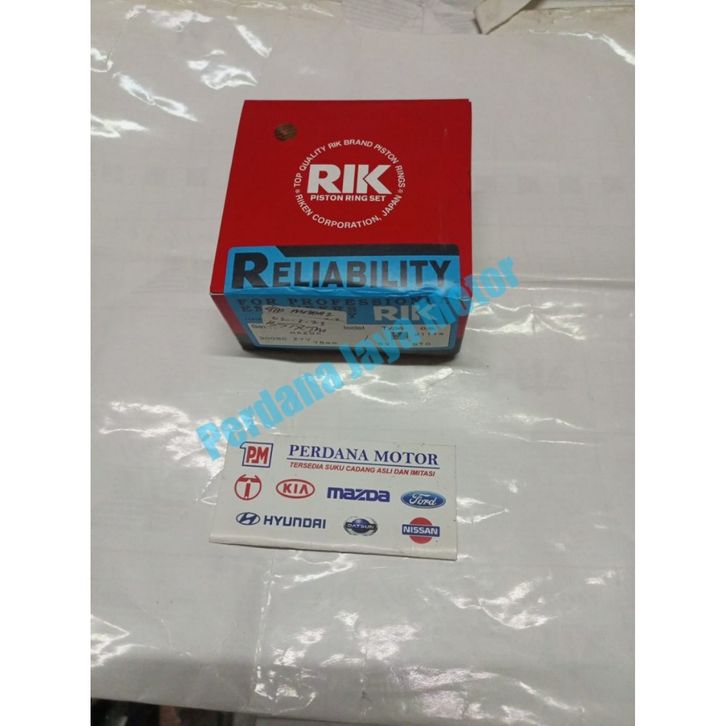 TOP QUALITY RIK BRAND PISTON RINGS
RIK
PISTON RING SET
RIKEN CORPORATION, JAPAN
RELIABILITY
FOR PROFESSIONAL
RIK
STD
Perdana Jaya Motor
PM
PERDANA MOTOR
TERSEDIA SUKU CADANG ASLI DAN IMITASI
KIA
mazda
Ford
HYUNDAI
DATSUN
NISSAN